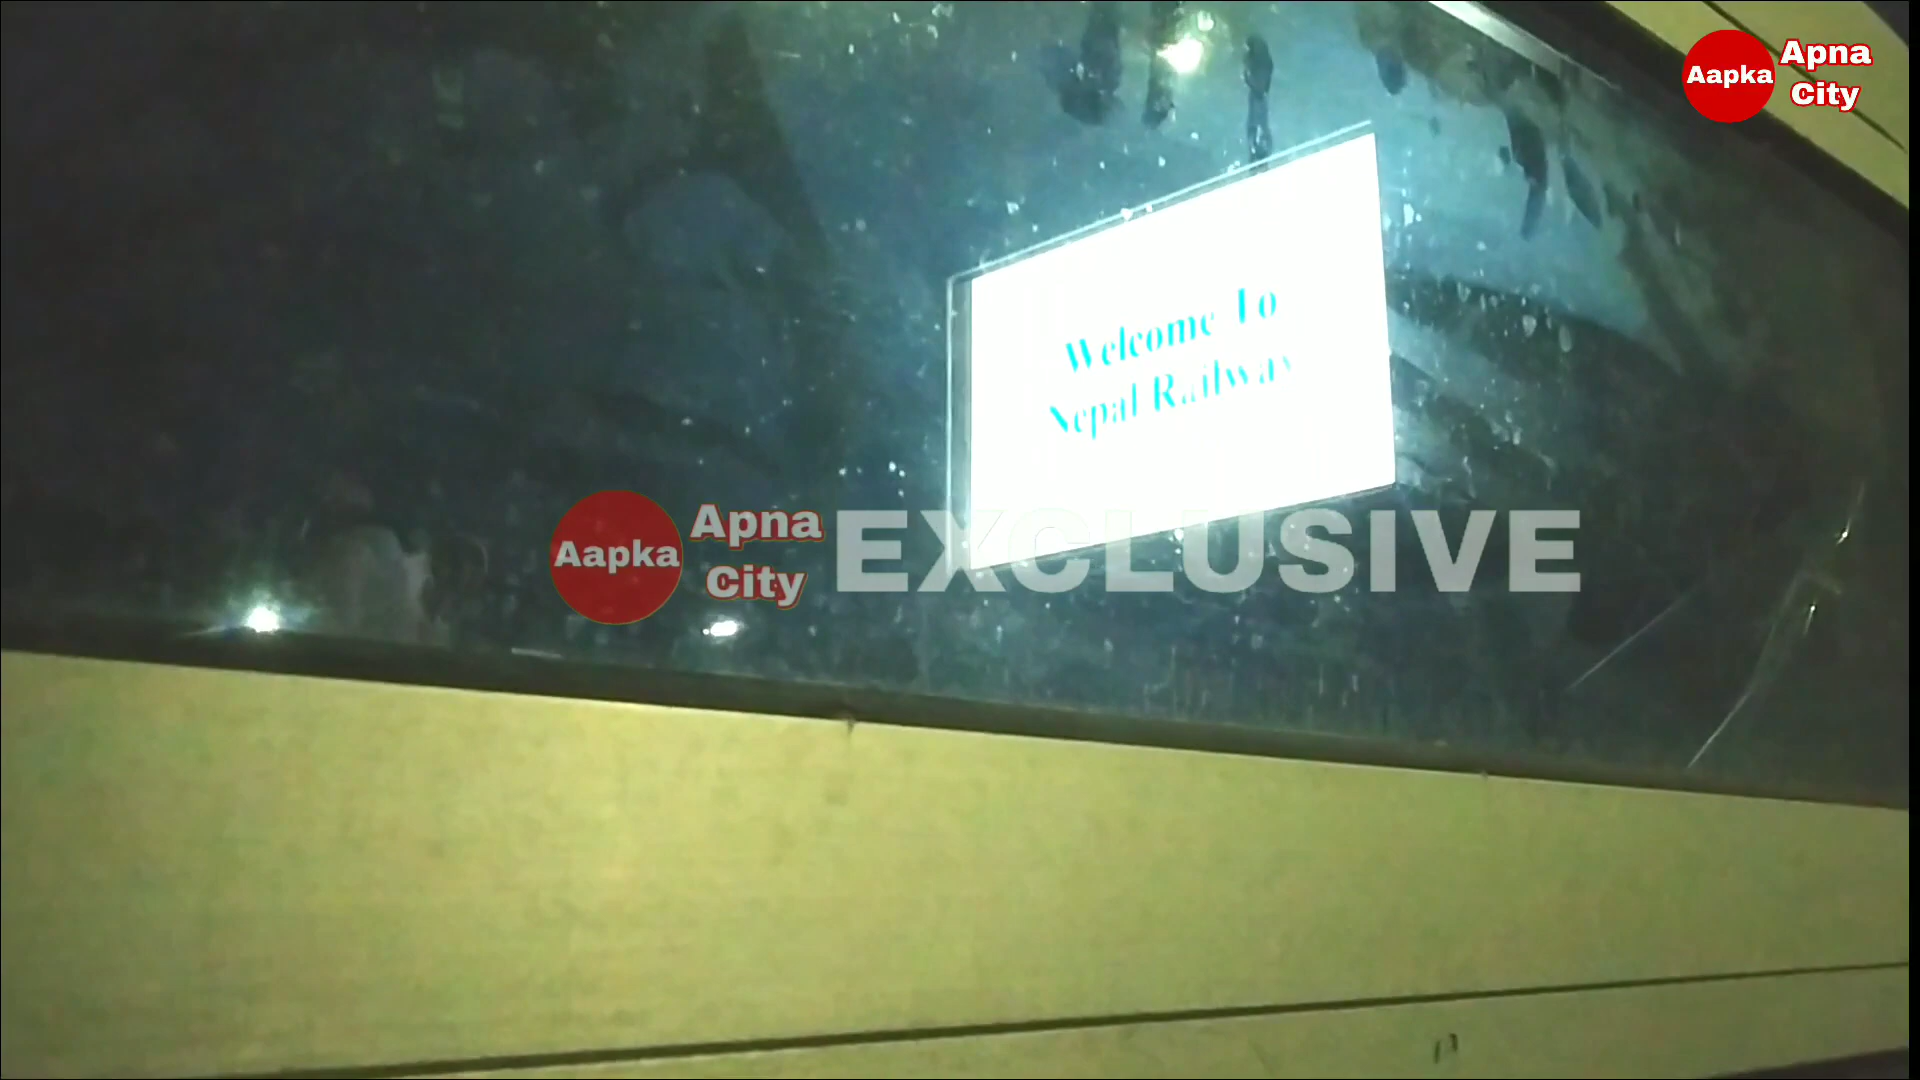 Aapka
Apna
City
Welcome To
Nepal Railway
Aapka
Apna
City
EXCLUSIVE